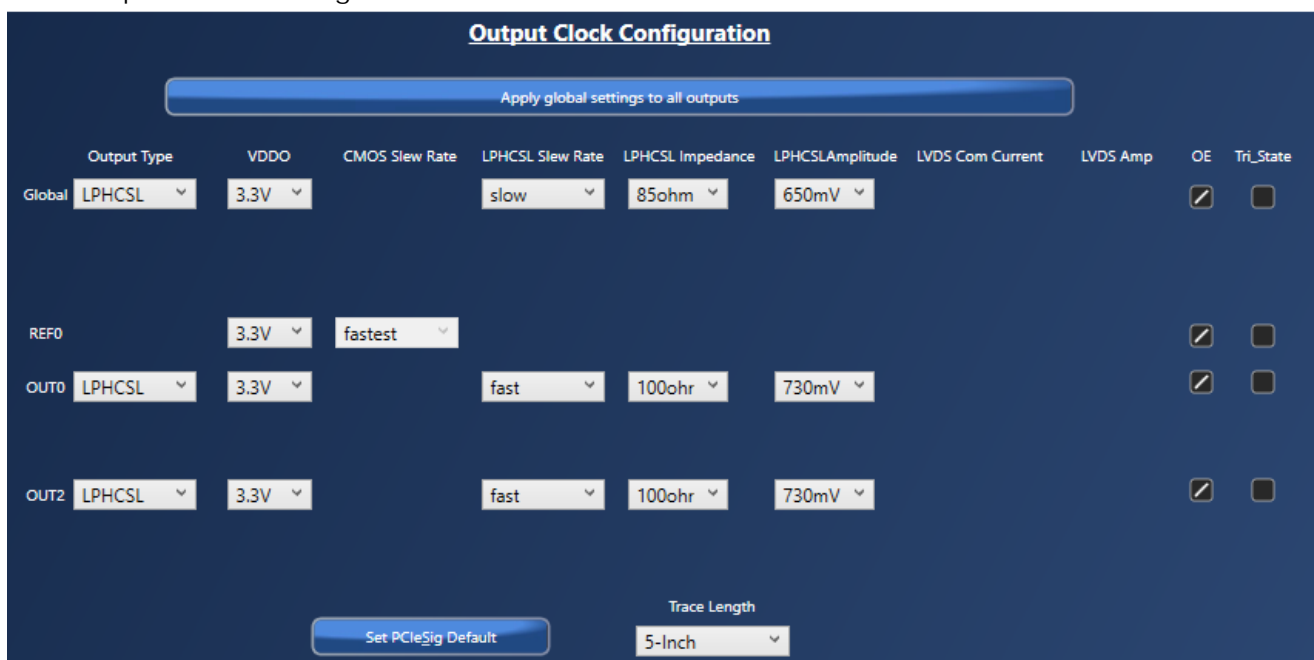 Output Clock Configuration
Apply global settings to all outputs
Output Type VDDO CMOS Slew Rate LPHCSL Slew Rate LPHCSL Impedance LPHCSLAmplitude LVDS Com Current LVDS Amp OE Tri_State
Global LPHCSL 3.3V slow 85ohm 650mV
REF0 3.3V fastest
OUT0 LPHCSL 3.3V fast 100ohr 730mV
OUT2 LPHCSL 3.3V fast 100ohr 730mV
Trace Length
Set PCIeSig Default 5-Inch